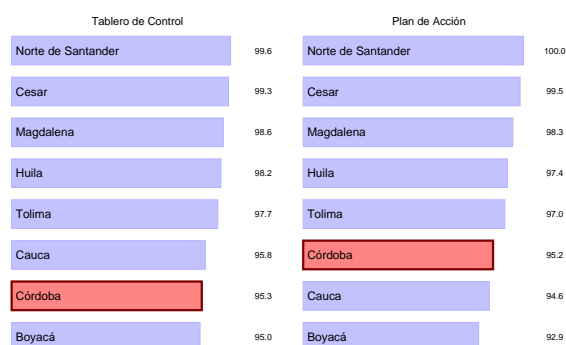 Tablero de Control
Norte de Santander 99.6
Cesar 99.3
Magdalena 98.6
Huila 98.2
Tolima 97.7
Cauca 95.8
Córdoba 95.3
Boyacá 95.0
Plan de Acción
Norte de Santander 100.0
Cesar 99.5
Magdalena 98.3
Huila 97.4
Tolima 97.0
Córdoba 95.2
Cauca 94.6
Boyacá 92.9